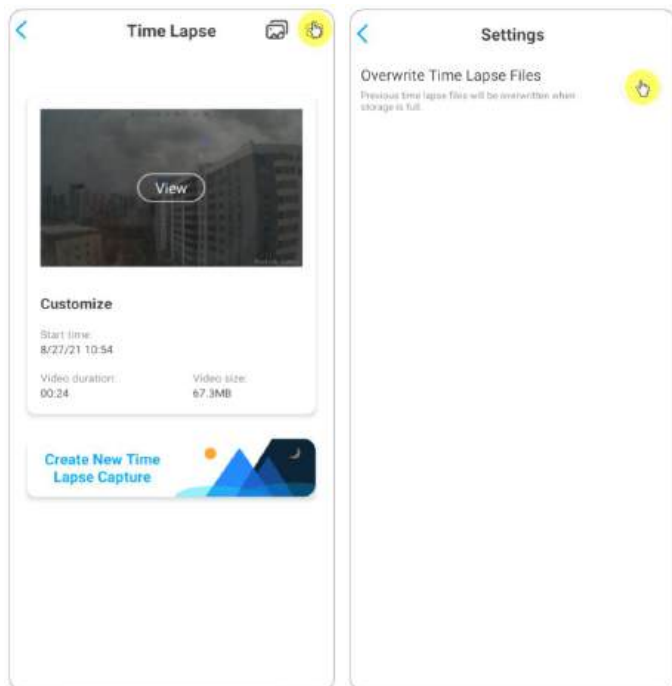 Time Lapse
View
Customize
Start time:
8/27/21 10:54
Video duration:
00:24
Video size:
67.3MB
Create New Time
Lapse Capture
Settings
Overwrite Time Lapse Files
Previous time lapse files will be overwritten when
storage is full.